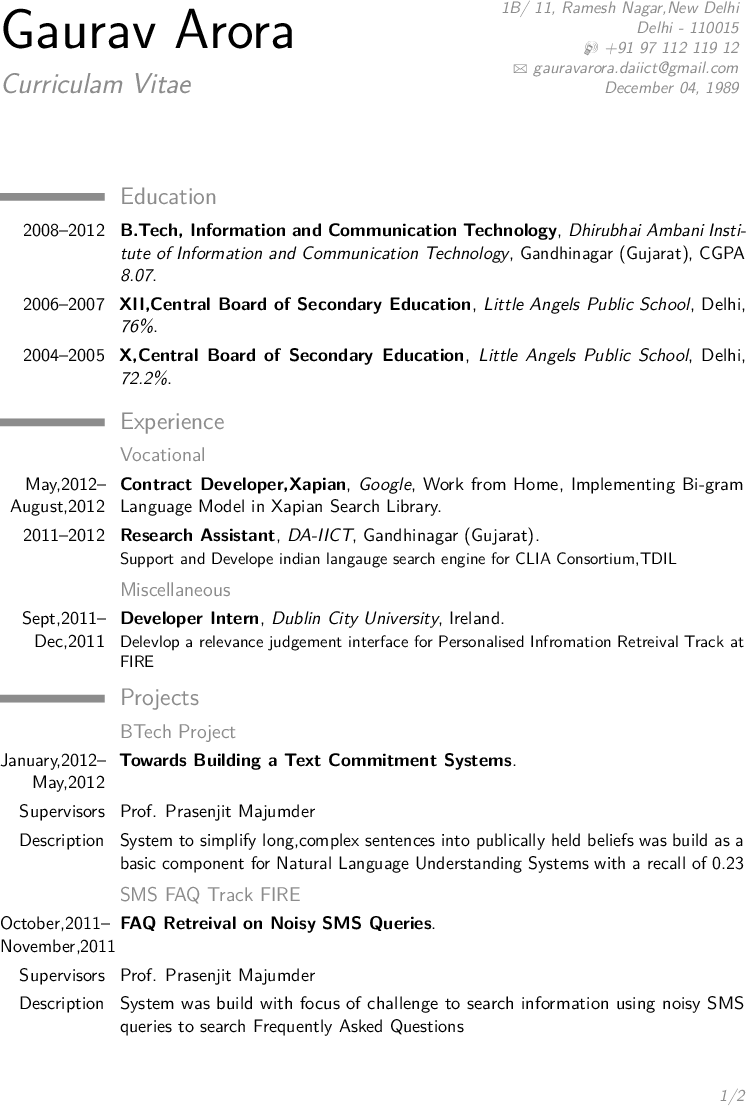 Gaurav Arora
Curriculam Vitae
1B/ 11, Ramesh Nagar,New Delhi
Delhi - 110015
+91 97 112 119 12
gauravarora.daiict@gmail.com
December 04, 1989
Education
2008–2012 B.Tech, Information and Communication Technology, Dhirubhai Ambani Insti-
tute of Information and Communication Technology, Gandhinagar (Gujarat), CGPA
8.07.
2006–2007 XII,Central Board of Secondary Education, Little Angels Public School, Delhi,
76%.
2004–2005 X,Central Board of Secondary Education, Little Angels Public School, Delhi,
72.2%.
Experience
Vocational
May,2012– Contract Developer,Xapian, Google, Work from Home, Implementing Bi-gram
August,2012 Language Model in Xapian Search Library.
2011–2012 Research Assistant, DA-IICT, Gandhinagar (Gujarat).
Support and Develope indian langauge search engine for CLIA Consortium,TDIL
Miscellaneous
Sept,2011– Developer Intern, Dublin City University, Ireland.
Dec,2011 Delevlop a relevance judgement interface for Personalised Infromation Retreival Track at
FIRE
Projects
BTech Project
January,2012– Towards Building a Text Commitment Systems.
May,2012
Supervisors Prof. Prasenjit Majumder
Description System to simplify long,complex sentences into publically held beliefs was build as a
basic component for Natural Language Understanding Systems with a recall of 0.23
SMS FAQ Track FIRE
October,2011– FAQ Retreival on Noisy SMS Queries.
November,2011
Supervisors Prof. Prasenjit Majumder
Description System was build with focus of challenge to search information using noisy SMS
queries to search Frequently Asked Questions
1/2